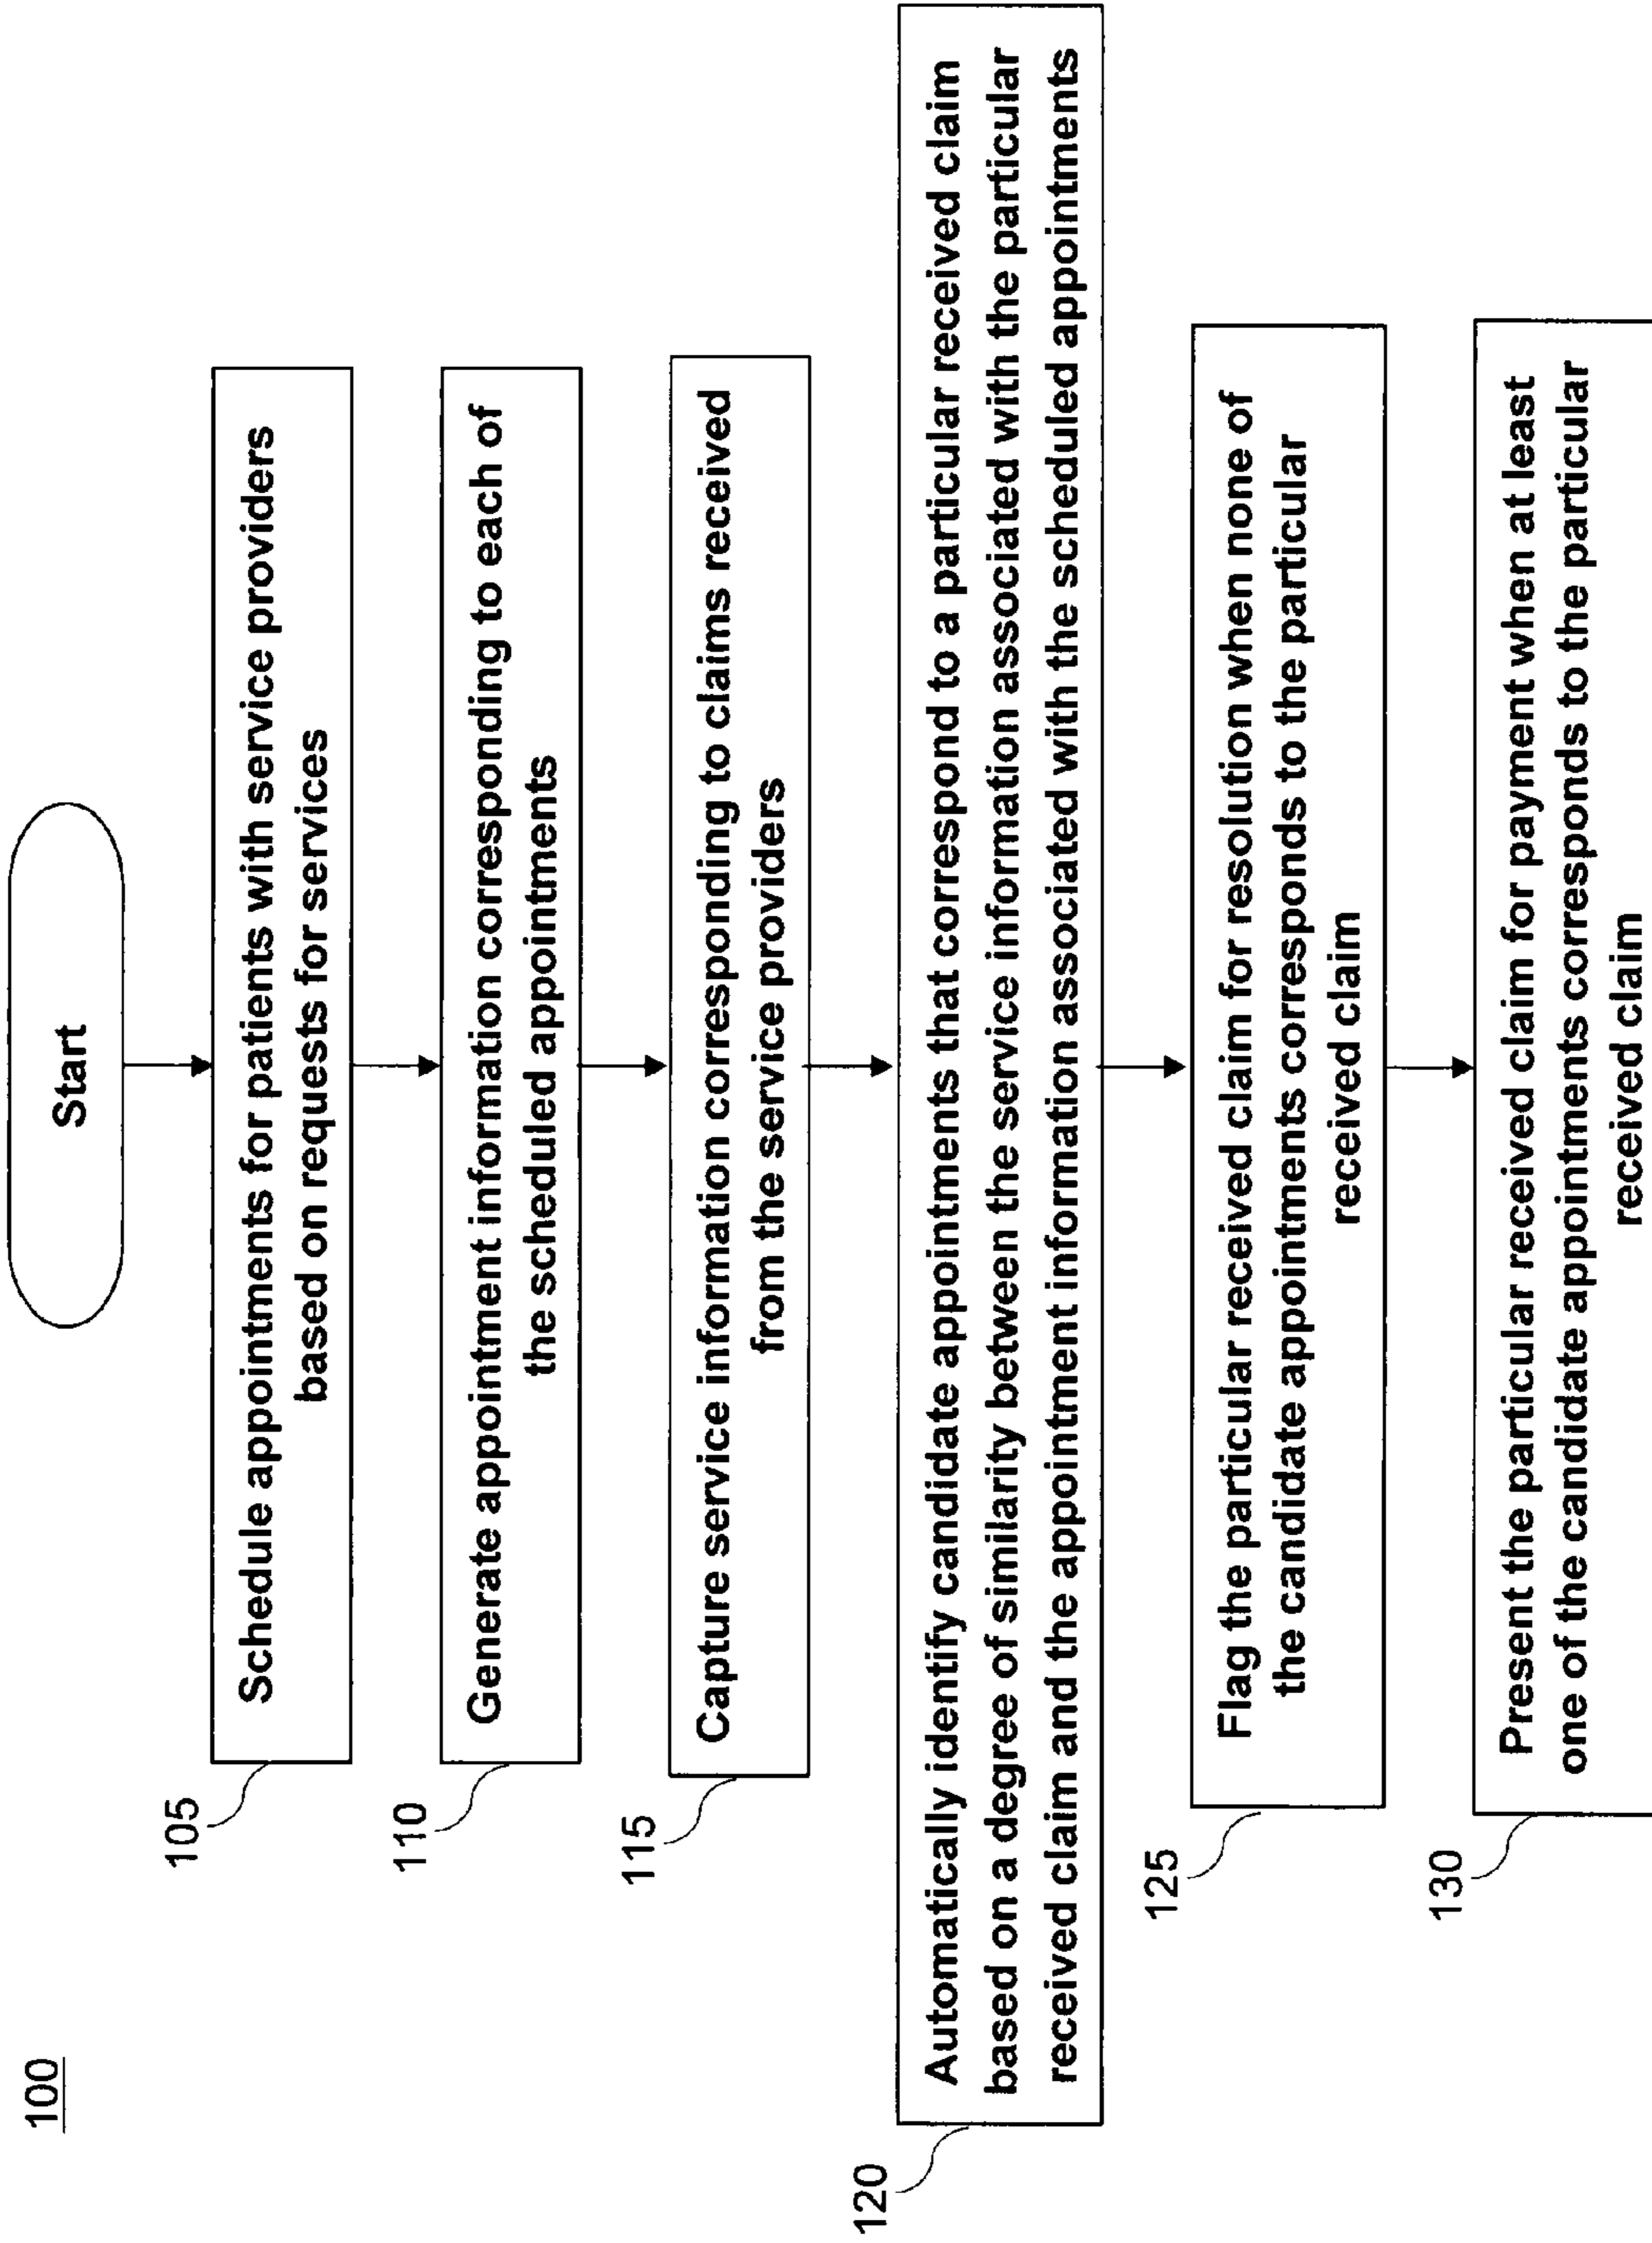 100
Start
105
Schedule appointments for patients with service providers
based on requests for services
110
Generate appointment information corresponding to each of
the scheduled appointments
115
Capture service information corresponding to claims received
from the service providers
120
Automatically identify candidate appointments that correspond to a particular received claim
based on a degree of similarity between the service information associated with the particular
received claim and the appointment information associated with the scheduled appointments
125
Flag the particular received claim for resolution when none of
the candidate appointments corresponds to the particular
received claim
130
Present the particular received claim for payment when at least
one of the candidate appointments corresponds to the particular
received claim